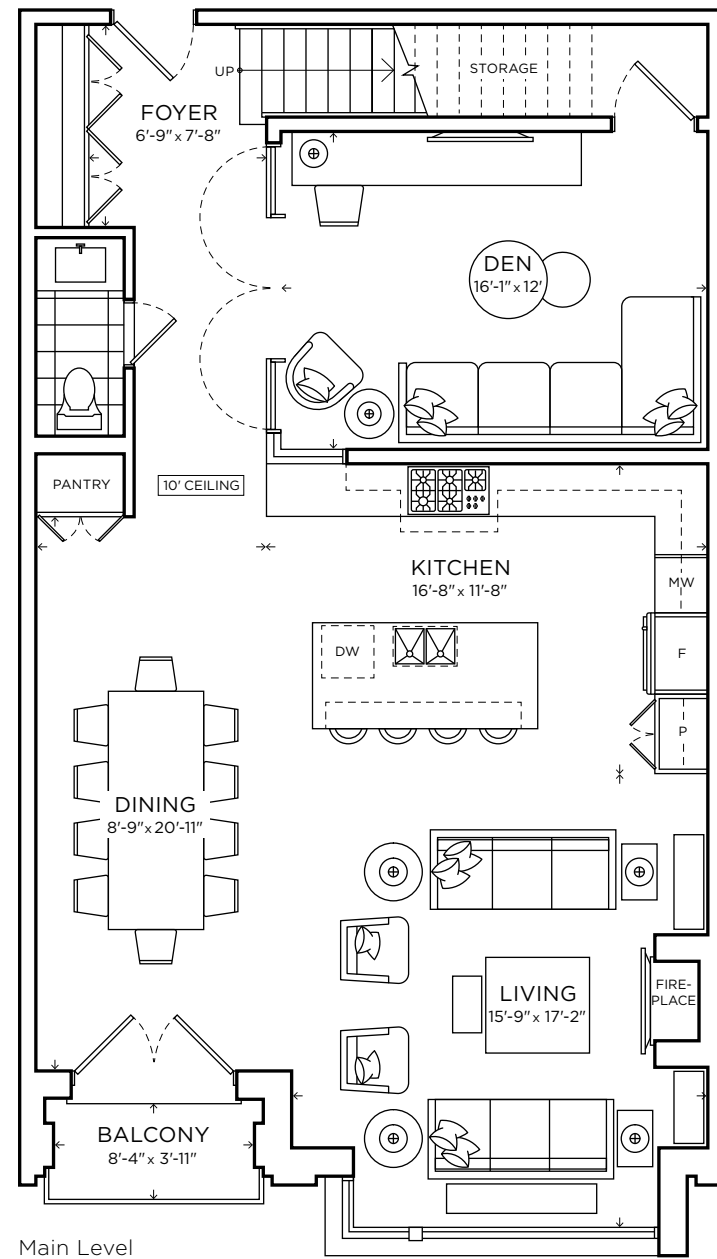 UP
STORAGE
FOYER
6'-9" x 7'-8"
DEN
16'-1" x 12'
PANTRY
10' CEILING
KITCHEN
16'-8" x 11'-8"
MW
DW
F
P
DINING
8'-9" x 20'-11"
LIVING
15'-9" x 17'-2"
FIRE-
PLACE
BALCONY
8'-4" x 3'-11"
Main Level